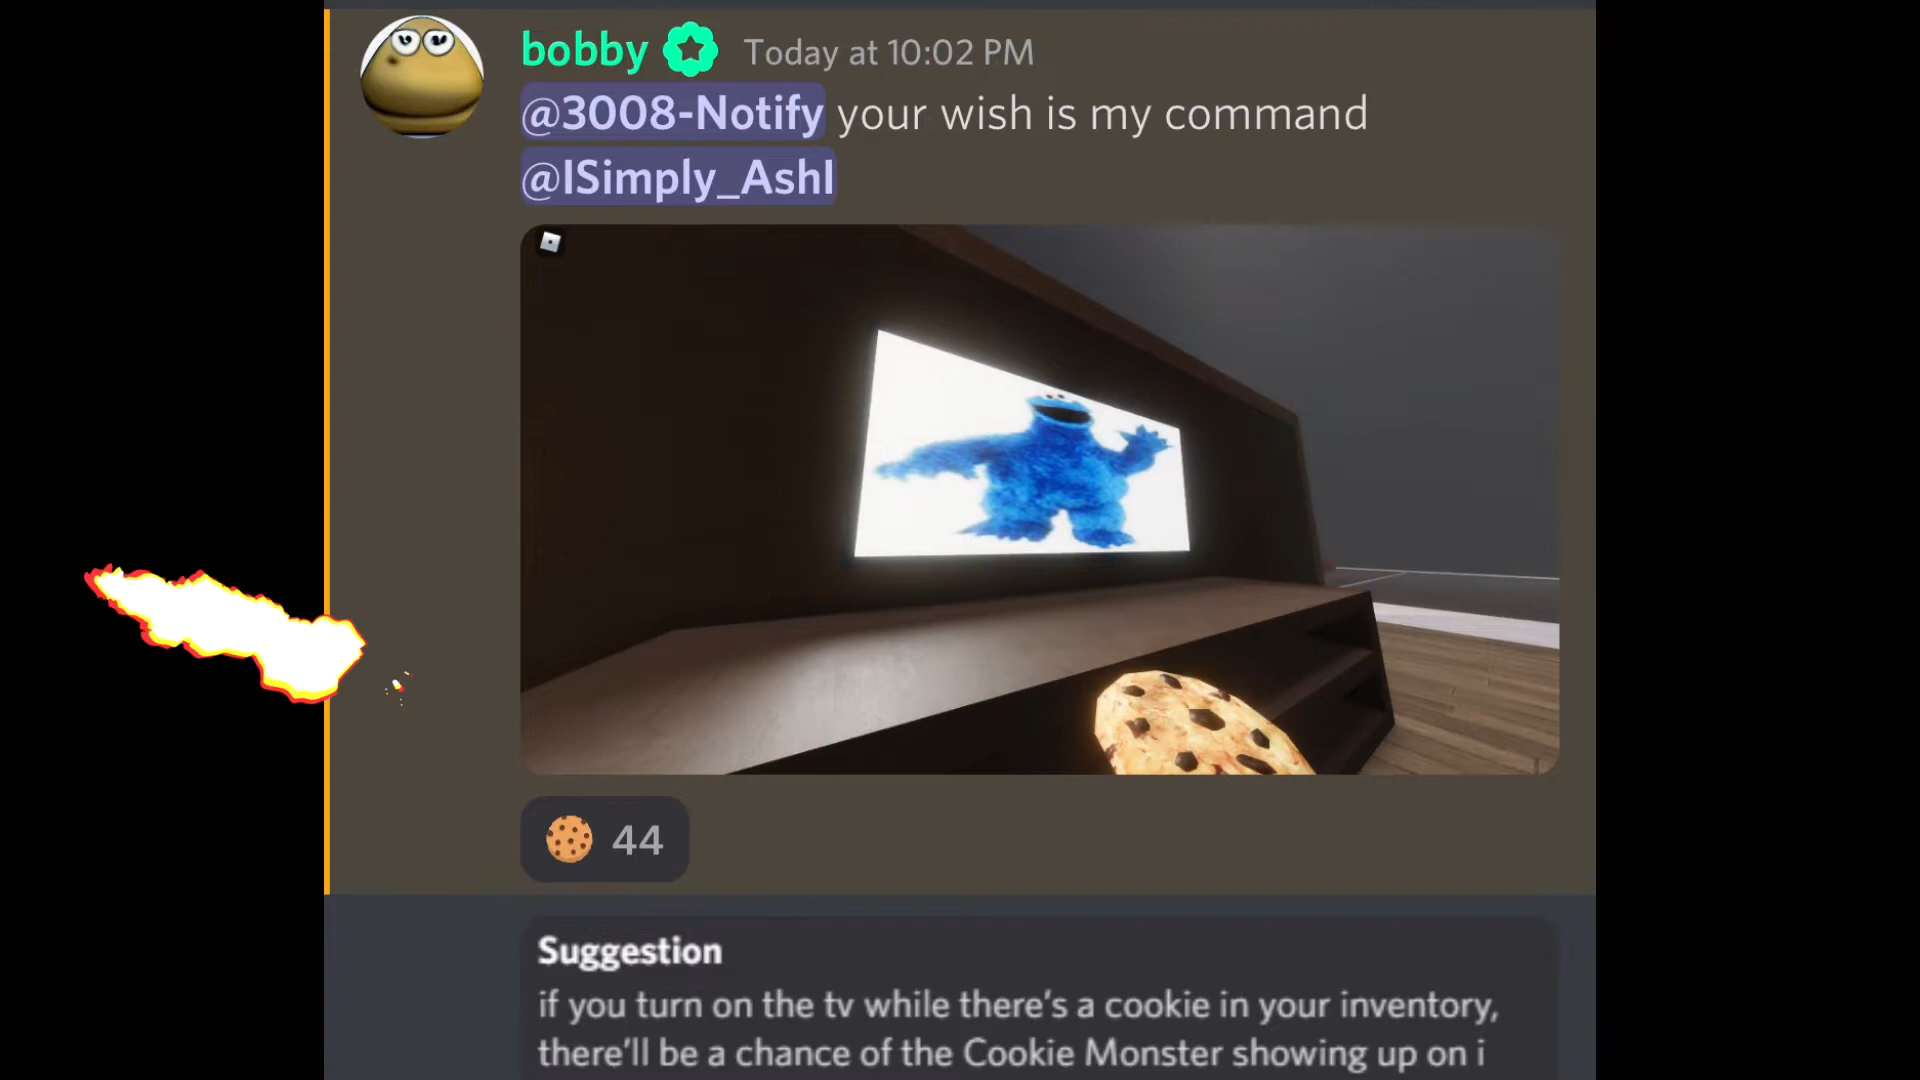 bobby Today at 10:02 PM
@3008-Notify your wish is my command
@ISimply_AshI
44
Suggestion
if you turn on the tv while there's a cookie in your inventory,
there'll be a chance of the Cookie Monster showing up on i